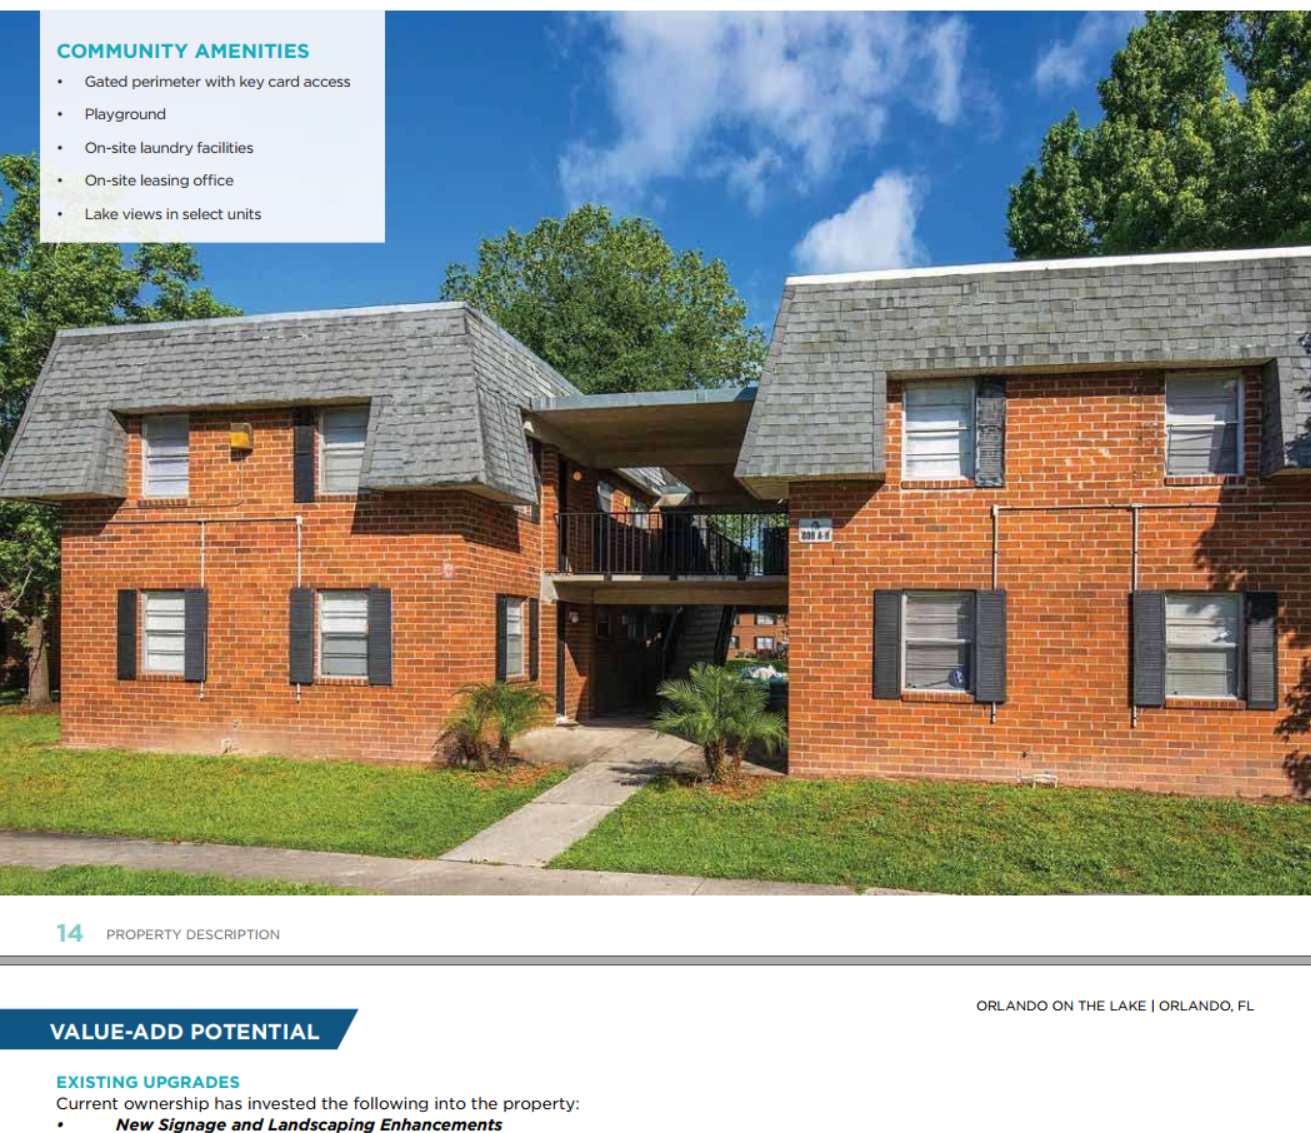 COMMUNITY AMENITIES
• Gated perimeter with key card access
• Playground
• On-site laundry facilities
• On-site leasing office
• Lake views in select units
809 A-H
14 PROPERTY DESCRIPTION
ORLANDO ON THE LAKE | ORLANDO, FL
VALUE-ADD POTENTIAL
EXISTING UPGRADES
Current ownership has invested the following into the property:
• New Signage and Landscaping Enhancements